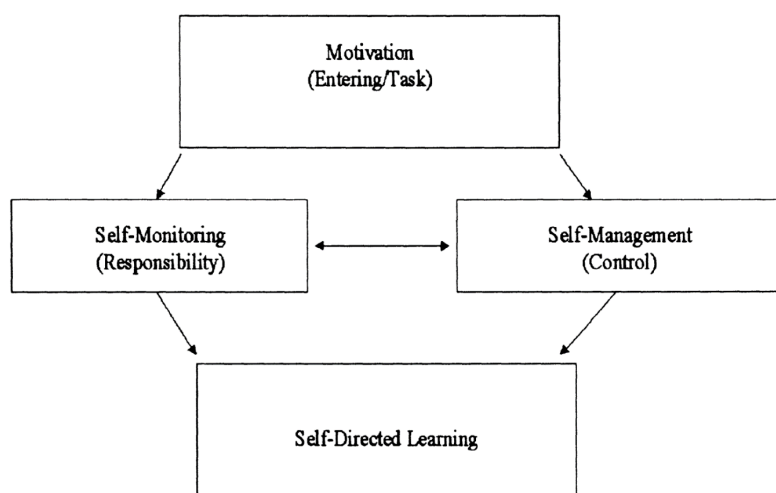 Motivation
(Entering/Task)
Self-Monitoring
(Responsibility)
Self-Management
(Control)
Self-Directed Learning